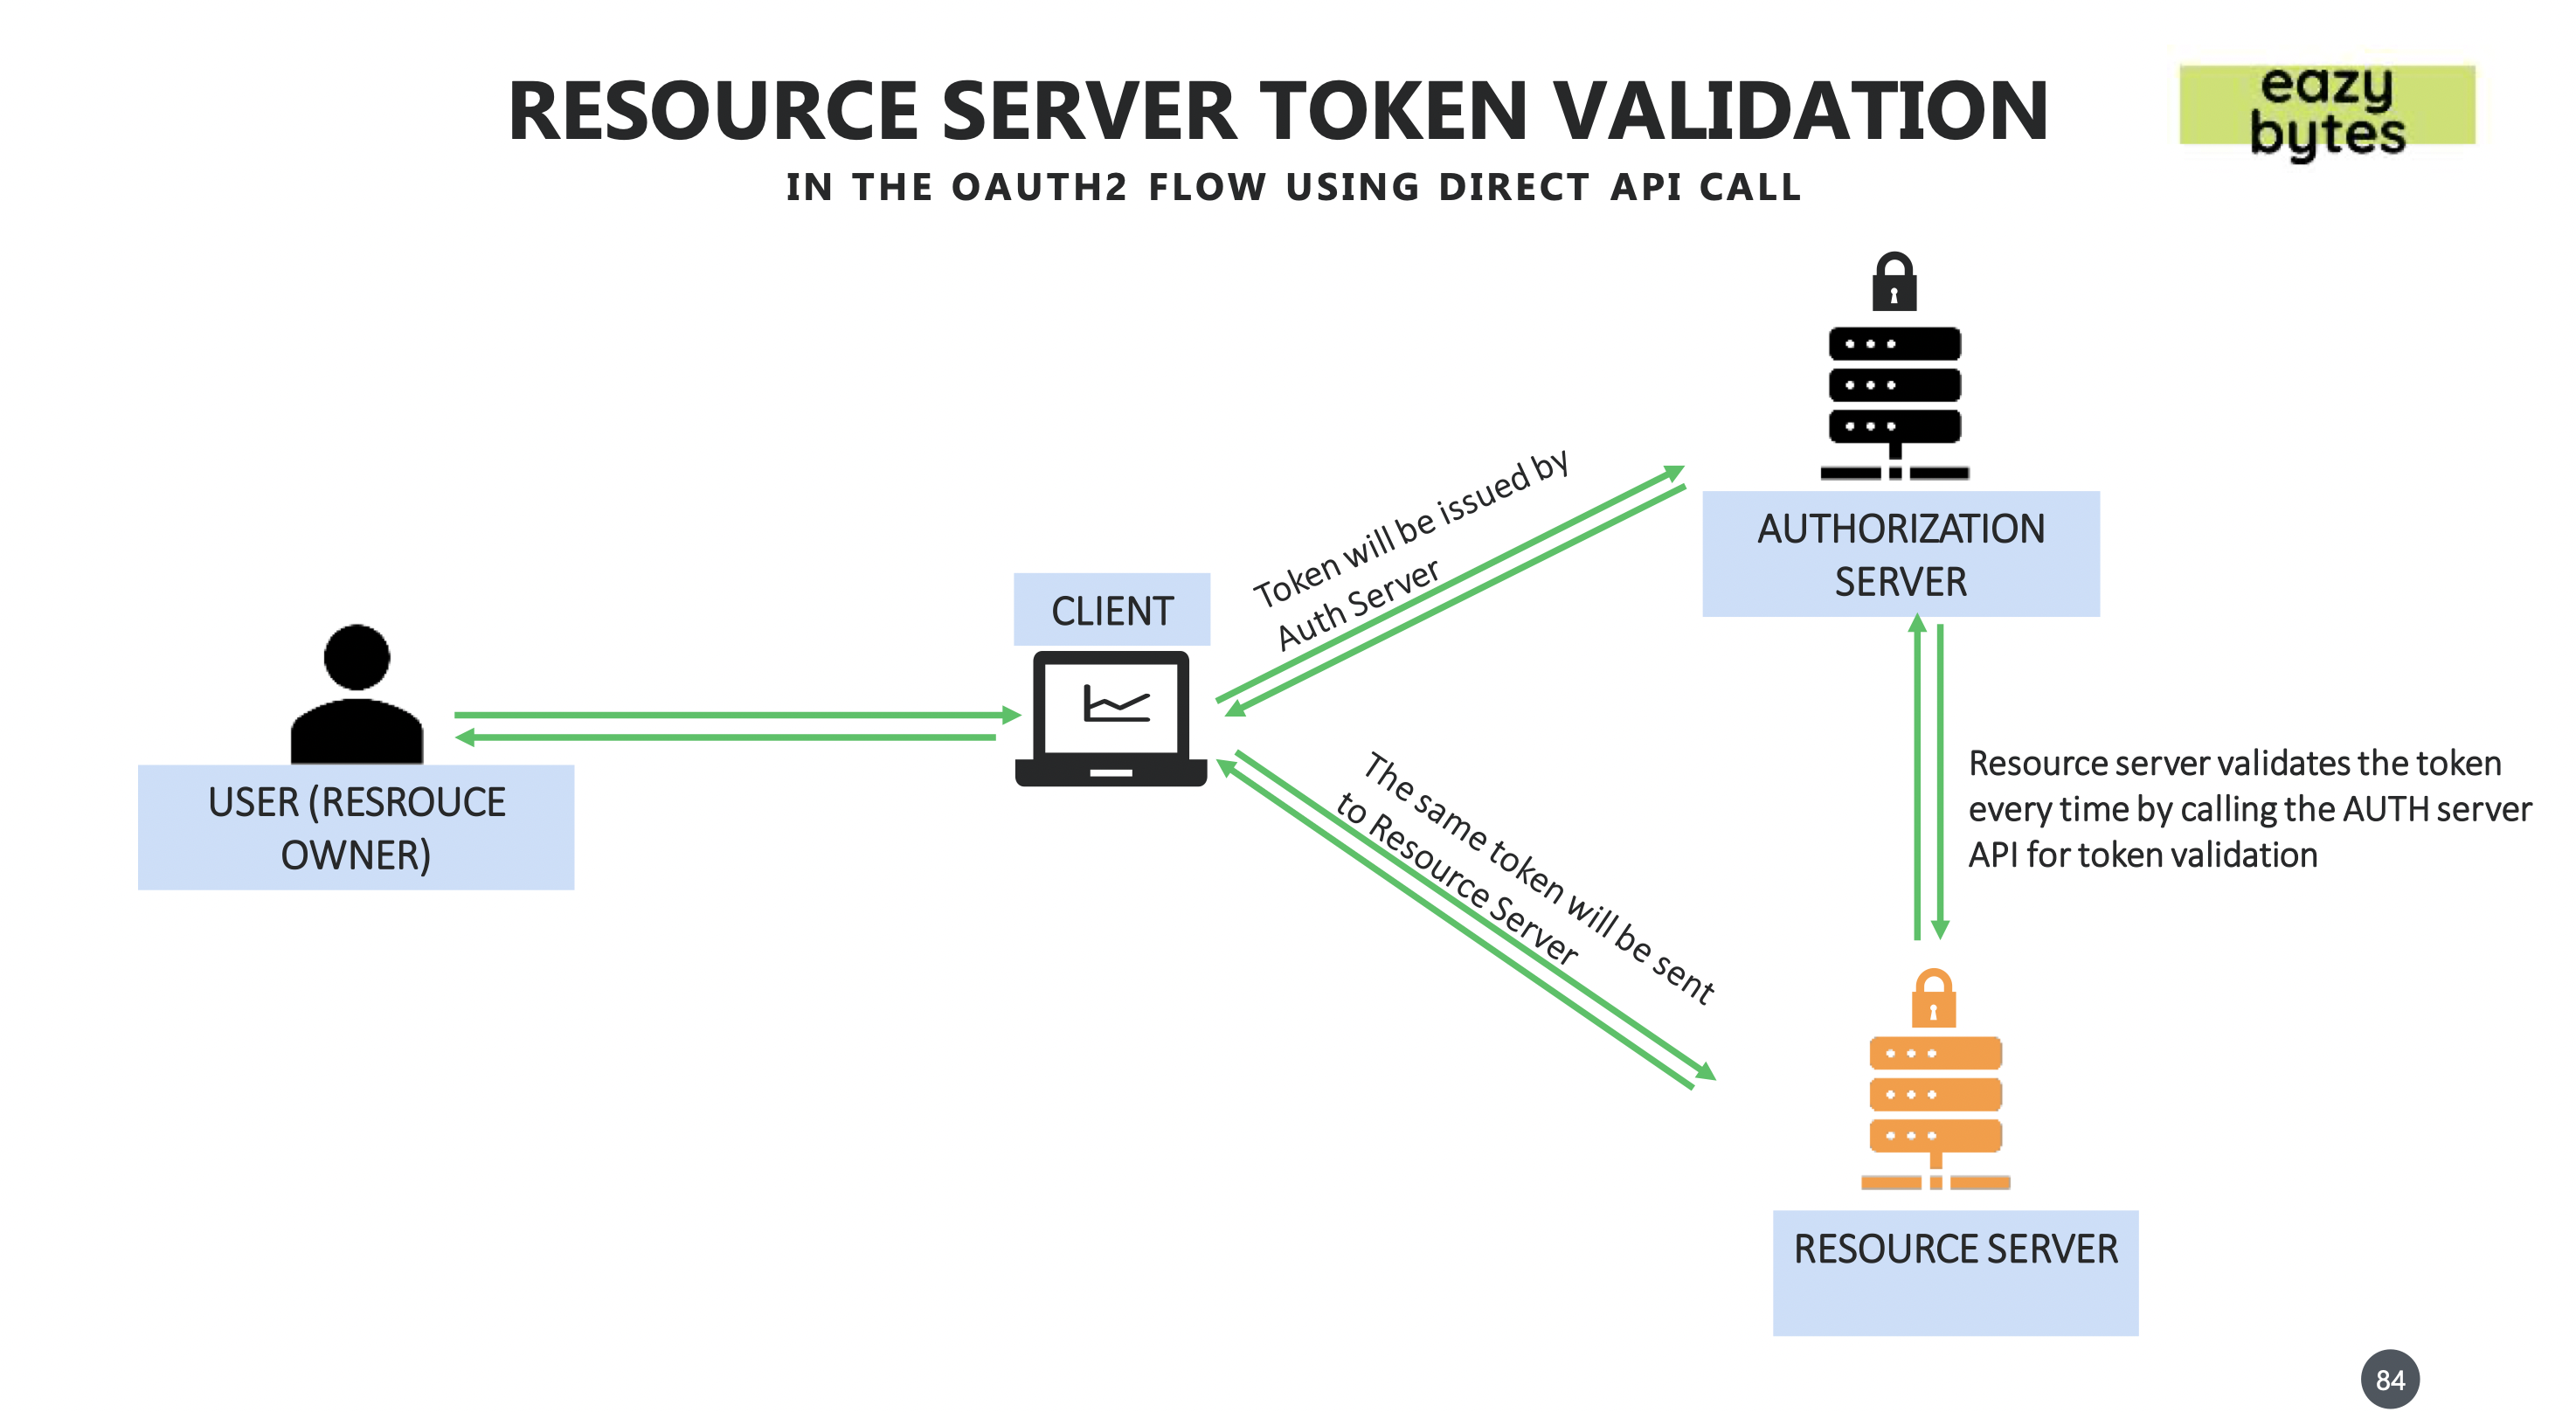 RESOURCE SERVER TOKEN VALIDATION
IN THE OAUTH2 FLOW USING DIRECT API CALL
eazy
bytes
AUTHORIZATION
SERVER
Token will be issued by
Auth Server
CLIENT
USER (RESROUCE
OWNER)
The same token will be sent
to Resource Server
Resource server validates the token
every time by calling the AUTH server
API for token validation
RESOURCE SERVER
84